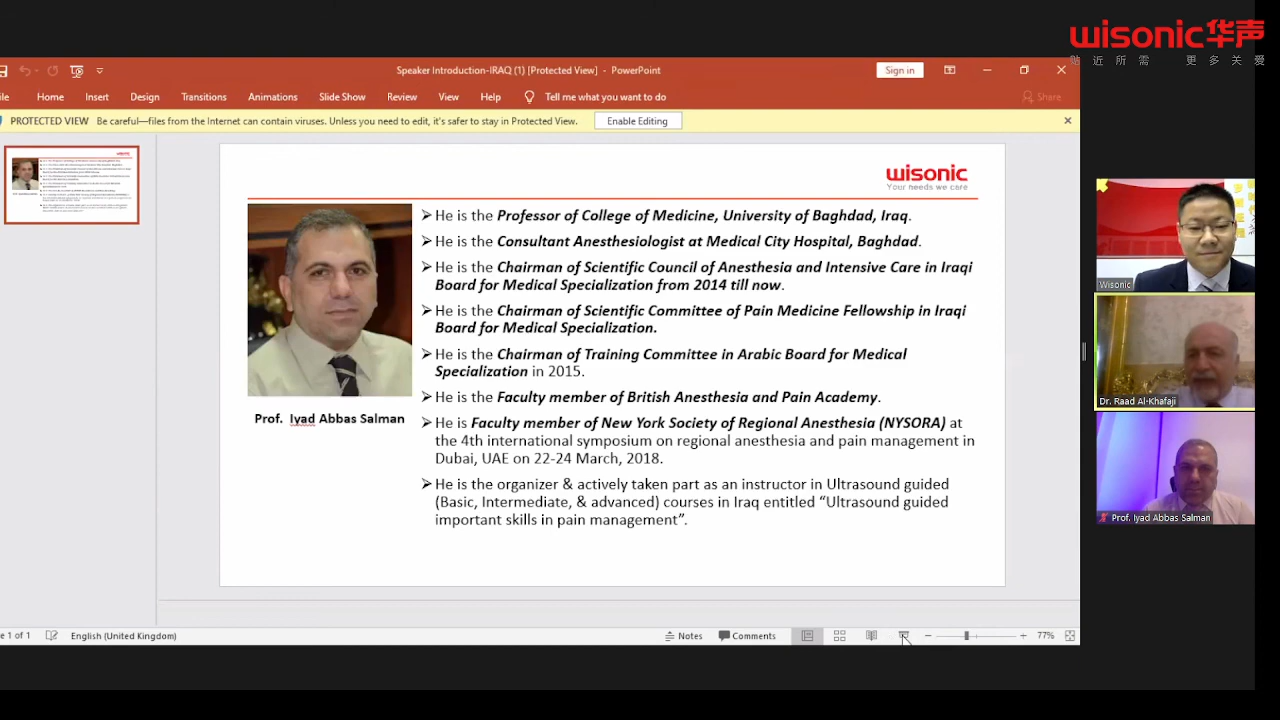 wisonic华声
贴近所需 更多关爱
Speaker Introduction-IRAQ (1) [Protected View] - PowerPoint
Sign in
Home Insert Design Transitions Animations Slide Show Review View Help Tell me what you want to do Share
PROTECTED VIEW Be careful—files from the Internet can contain viruses. Unless you need to edit, it's safer to stay in Protected View. Enable Editing
wisonic
Your needs we care
➢He is the Professor of College of Medicine, University of Baghdad, Iraq.
➢He is the Consultant Anesthesiologist at Medical City Hospital, Baghdad.
➢He is the Chairman of Scientific Council of Anesthesia and Intensive Care in Iraqi
Board for Medical Specialization from 2014 till now.
➢He is the Chairman of Scientific Committee of Pain Medicine Fellowship in Iraqi
Board for Medical Specialization.
➢He is the Chairman of Training Committee in Arabic Board for Medical
Specialization in 2015.
➢He is the Faculty member of British Anesthesia and Pain Academy.
➢He is Faculty member of New York Society of Regional Anesthesia (NYSORA) at
the 4th international symposium on regional anesthesia and pain management in
Dubai, UAE on 22-24 March, 2018.
➢He is the organizer & actively taken part as an instructor in Ultrasound guided
(Basic, Intermediate, & advanced) courses in Iraq entitled “Ultrasound guided
important skills in pain management”.
Prof. Iyad Abbas Salman
Wisonic
Dr. Raad Al-Khafaji
Prof. Iyad Abbas Salman
1 of 1 English (United Kingdom) Notes Comments 77%